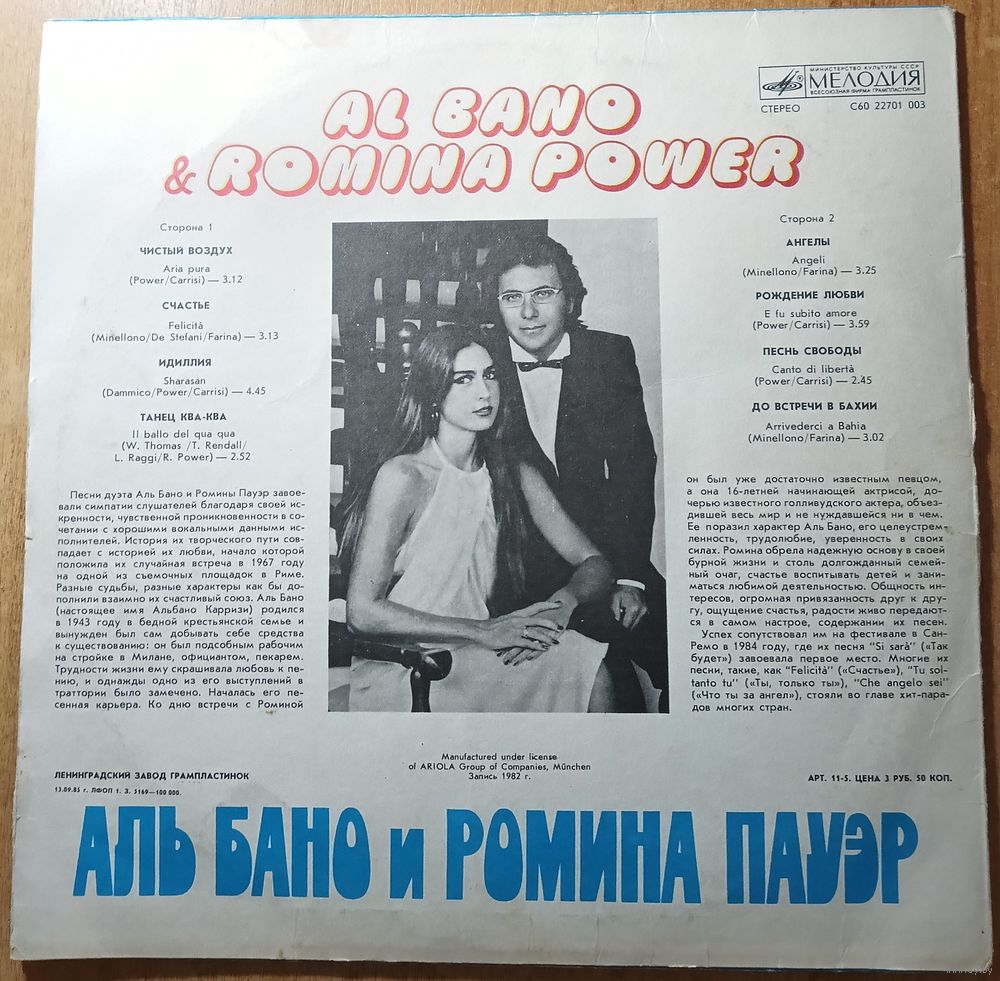 МИНИСТЕРСТВО КУЛЬТУРЫ СССР
МЕЛОДИЯ
ВСЕСОЮЗНАЯ ФИРМА ГРАМПЛАСТИНОК
СТЕРЕО
С60 22701 003
AL BANO
& ROMINA POWER
Сторона 1
ЧИСТЫЙ ВОЗДУХ
Aria pura
(Power/Carrisi) — 3.12
СЧАСТЬЕ
Felicità
(Minellono/De Stefani/Farina) — 3.13
ИДИЛЛИЯ
Sharasan
(Dammico/Power/Carrisi) — 4.45
ТАНЕЦ КВА-КВА
Il ballo del qua qua
(W. Thomas /T. Rendall/
L. Raggi/R. Power) — 2.52
Сторона 2
АНГЕЛЫ
Angeli
(Minellono/Farina) — 3.25
РОЖДЕНИЕ ЛЮБВИ
E fu subito amore
(Power/Carrisi) — 3.59
ПЕСНЬ СВОБОДЫ
Canto di libertà
(Power/Carrisi) — 2.45
ДО ВСТРЕЧИ В БАХИИ
Arrivederci a Bahia
(Minellono/Farina) — 3.02
Песни дуэта Аль Бано и Ромины Пауэр завое-
вали симпатии слушателей благодаря своей ис-
кренности, чувственной проникновенности в со-
четании с хорошими вокальными данными ис-
полнителей. История их творческого пути сов-
падает с историей их любви, начало которой
положила их случайная встреча в 1967 году
на одной из съемочных площадок в Риме.
Разные судьбы, разные характеры как бы до-
полнили взаимно их счастливый союз. Аль Бано
(настоящее имя Альбано Карризи) родился
в 1943 году в бедной крестьянской семье и
вынужден был сам добывать себе средства
к существованию: он был подсобным рабочим
на стройке в Милане, официантом, пекарем.
Трудности жизни ему скрашивала любовь к пе-
нию, и однажды одно из его выступлений в
траттории было замечено. Началась его пе-
сенная карьера. Ко дню встречи с Роминой
он был уже достаточно известным певцом,
а она 16-летней начинающей актрисой, до-
черью известного голливудского актера, объез-
дившей весь мир и не нуждавшейся ни в чем.
Ее поразил характер Аль Бано, его целеустрем-
ленность, трудолюбие, уверенность в своих
силах. Ромина обрела надежную основу в своей
бурной жизни и столь долгожданный семей-
ный очаг, счастье воспитывать детей и зани-
маться любимой деятельностью. Общность ин-
тересов, огромная привязанность друг к дру-
гу, ощущение счастья, радости живо передают-
ся в самом настрое, содержании их песен.
Успех сопутствовал им на фестивале в Сан-
Ремо в 1984 году, где их песня “Si sarà” («Так
будет») завоевала первое место. Многие их
песни, такие, как “Felicità” («Счастье»), “Tu sol-
tanto tu” («Ты, только ты»), “Che angelo sei”
(«Что ты за ангел»), стояли во главе хит-пара-
дов многих стран.
Manufactured under license
of ARIOLA Group of Companies, München
Запись 1982 г.
ЛЕНИНГРАДСКИЙ ЗАВОД ГРАМПЛАСТИНОК
13.09.85 г. ЛФОП 1. З. 5169—100 000.
АРТ. 11-5. ЦЕНА 3 РУБ. 50 КОП.
АЛЬ БАНО И РОМИНА ПАУЭР